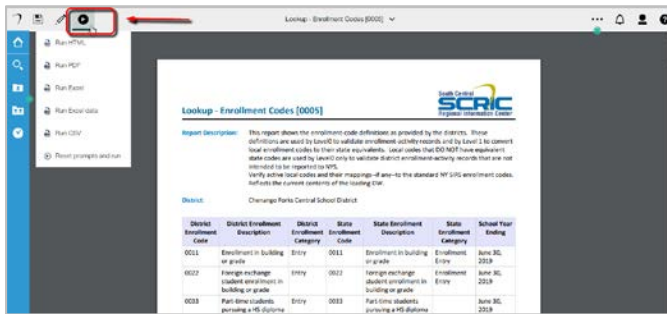 Lookup - Enrollment Codes [0005]
Run HTML
Run PDF
Run Excel
Run Excel data
Run CSV
Reset prompts and run
South Central
SCRIC
Regional Information Center
Lookup - Enrollment Codes [0005]
Report Description: This report shows the enrollment code definitions as provided by the districts. These
definitions are used by Level0 to validate enrollment activity records and by Level 1 to convert
local enrollment codes to their state equivalents. Local codes that DO NOT have equivalent
state codes are used by Level0 only to validate district enrollment activity records that are not
intended to be reported to NYS.
Verify active local codes and their mappings–if any–to the standard NY SIRS enrollment codes.
Reflects the current contents of the leading DW.
District: Chenango Forks Central School District
District Enrollment Code District Enrollment Description District Enrollment Category State Enrollment Code State Enrollment Description State Enrollment Category School Year Ending
0011 Enrollment in building Entry 0011 Enrollment in building Enrollment June 30,
or grade or grade Entry 2019
0022 Foreign exchange Entry 0022 Foreign exchange Enrollment June 30,
student enrollment in student enrollment in Entry 2019
building or grade building or grade
0033 Part-time students Entry 0033 Part-time students June 30,
pursuing a HS diploma pursuing a HS diploma 2019